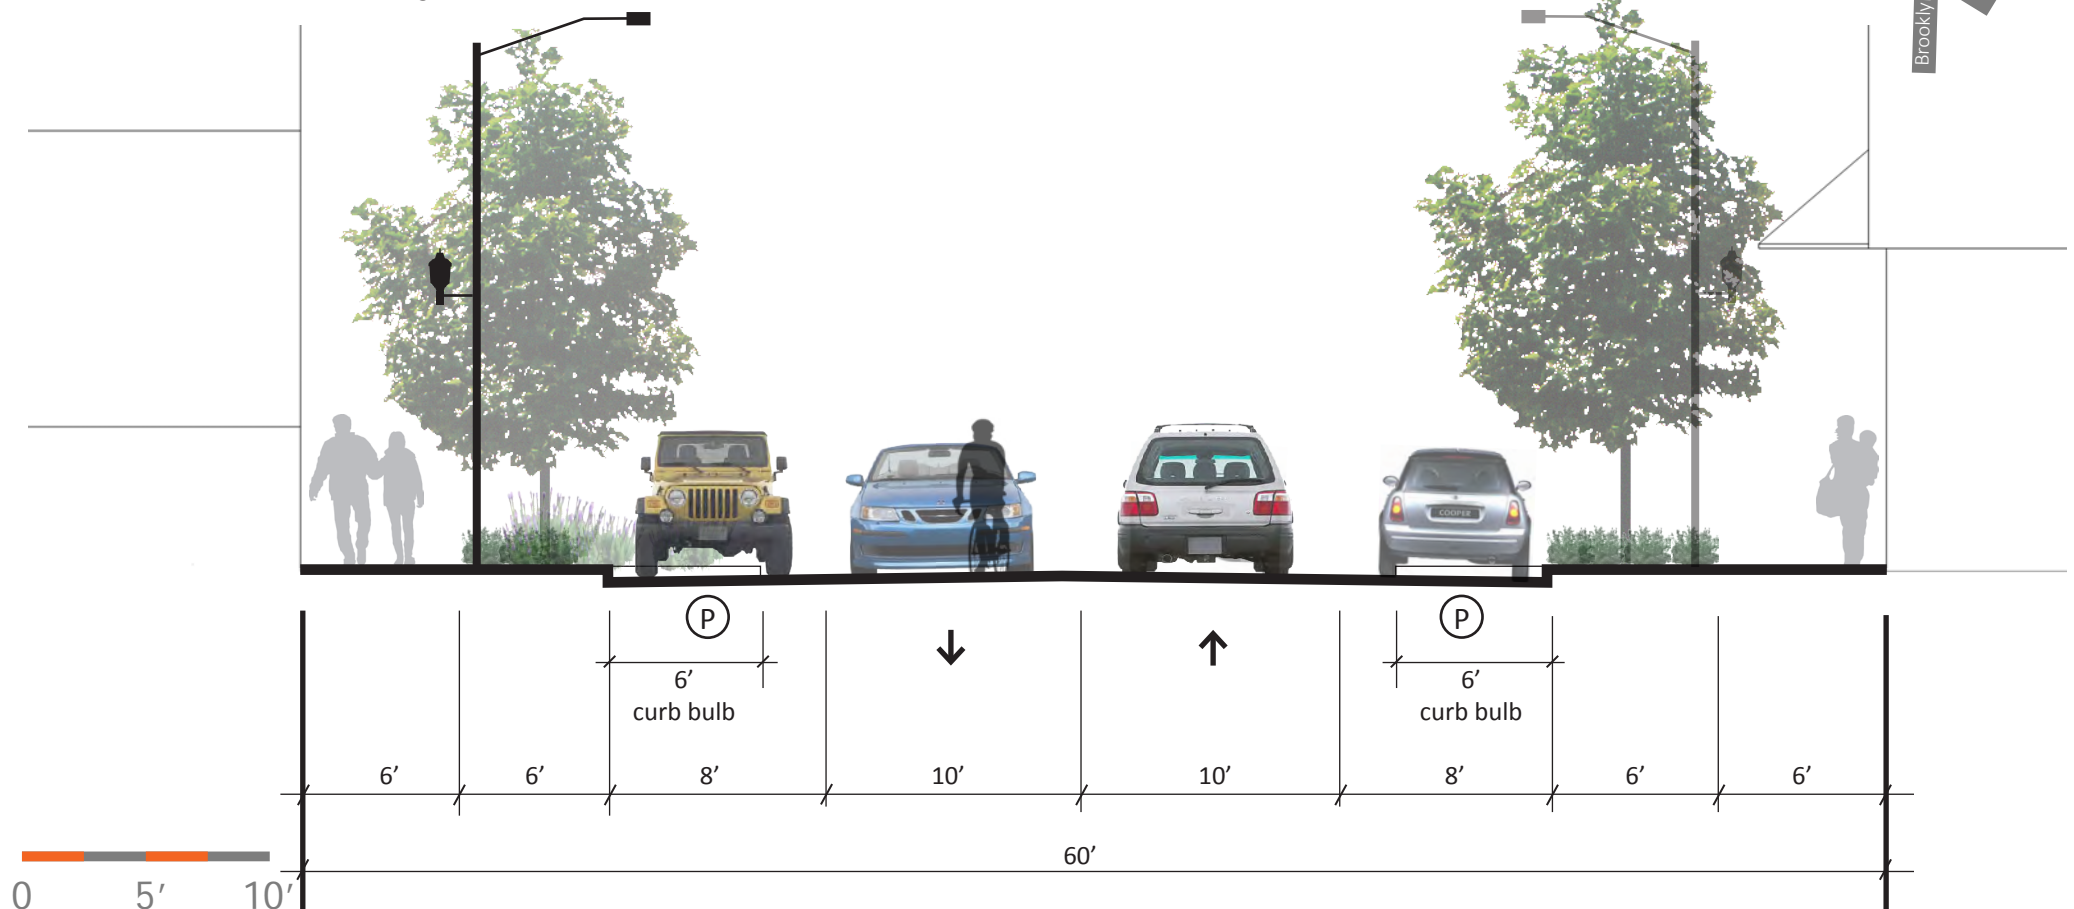 Brookly
P
P
6’
curb bulb
6’
curb bulb
COOPER
6’ 6’ 8’ 10’ 10’ 8’ 6’ 6’
60’
0 5’ 10’